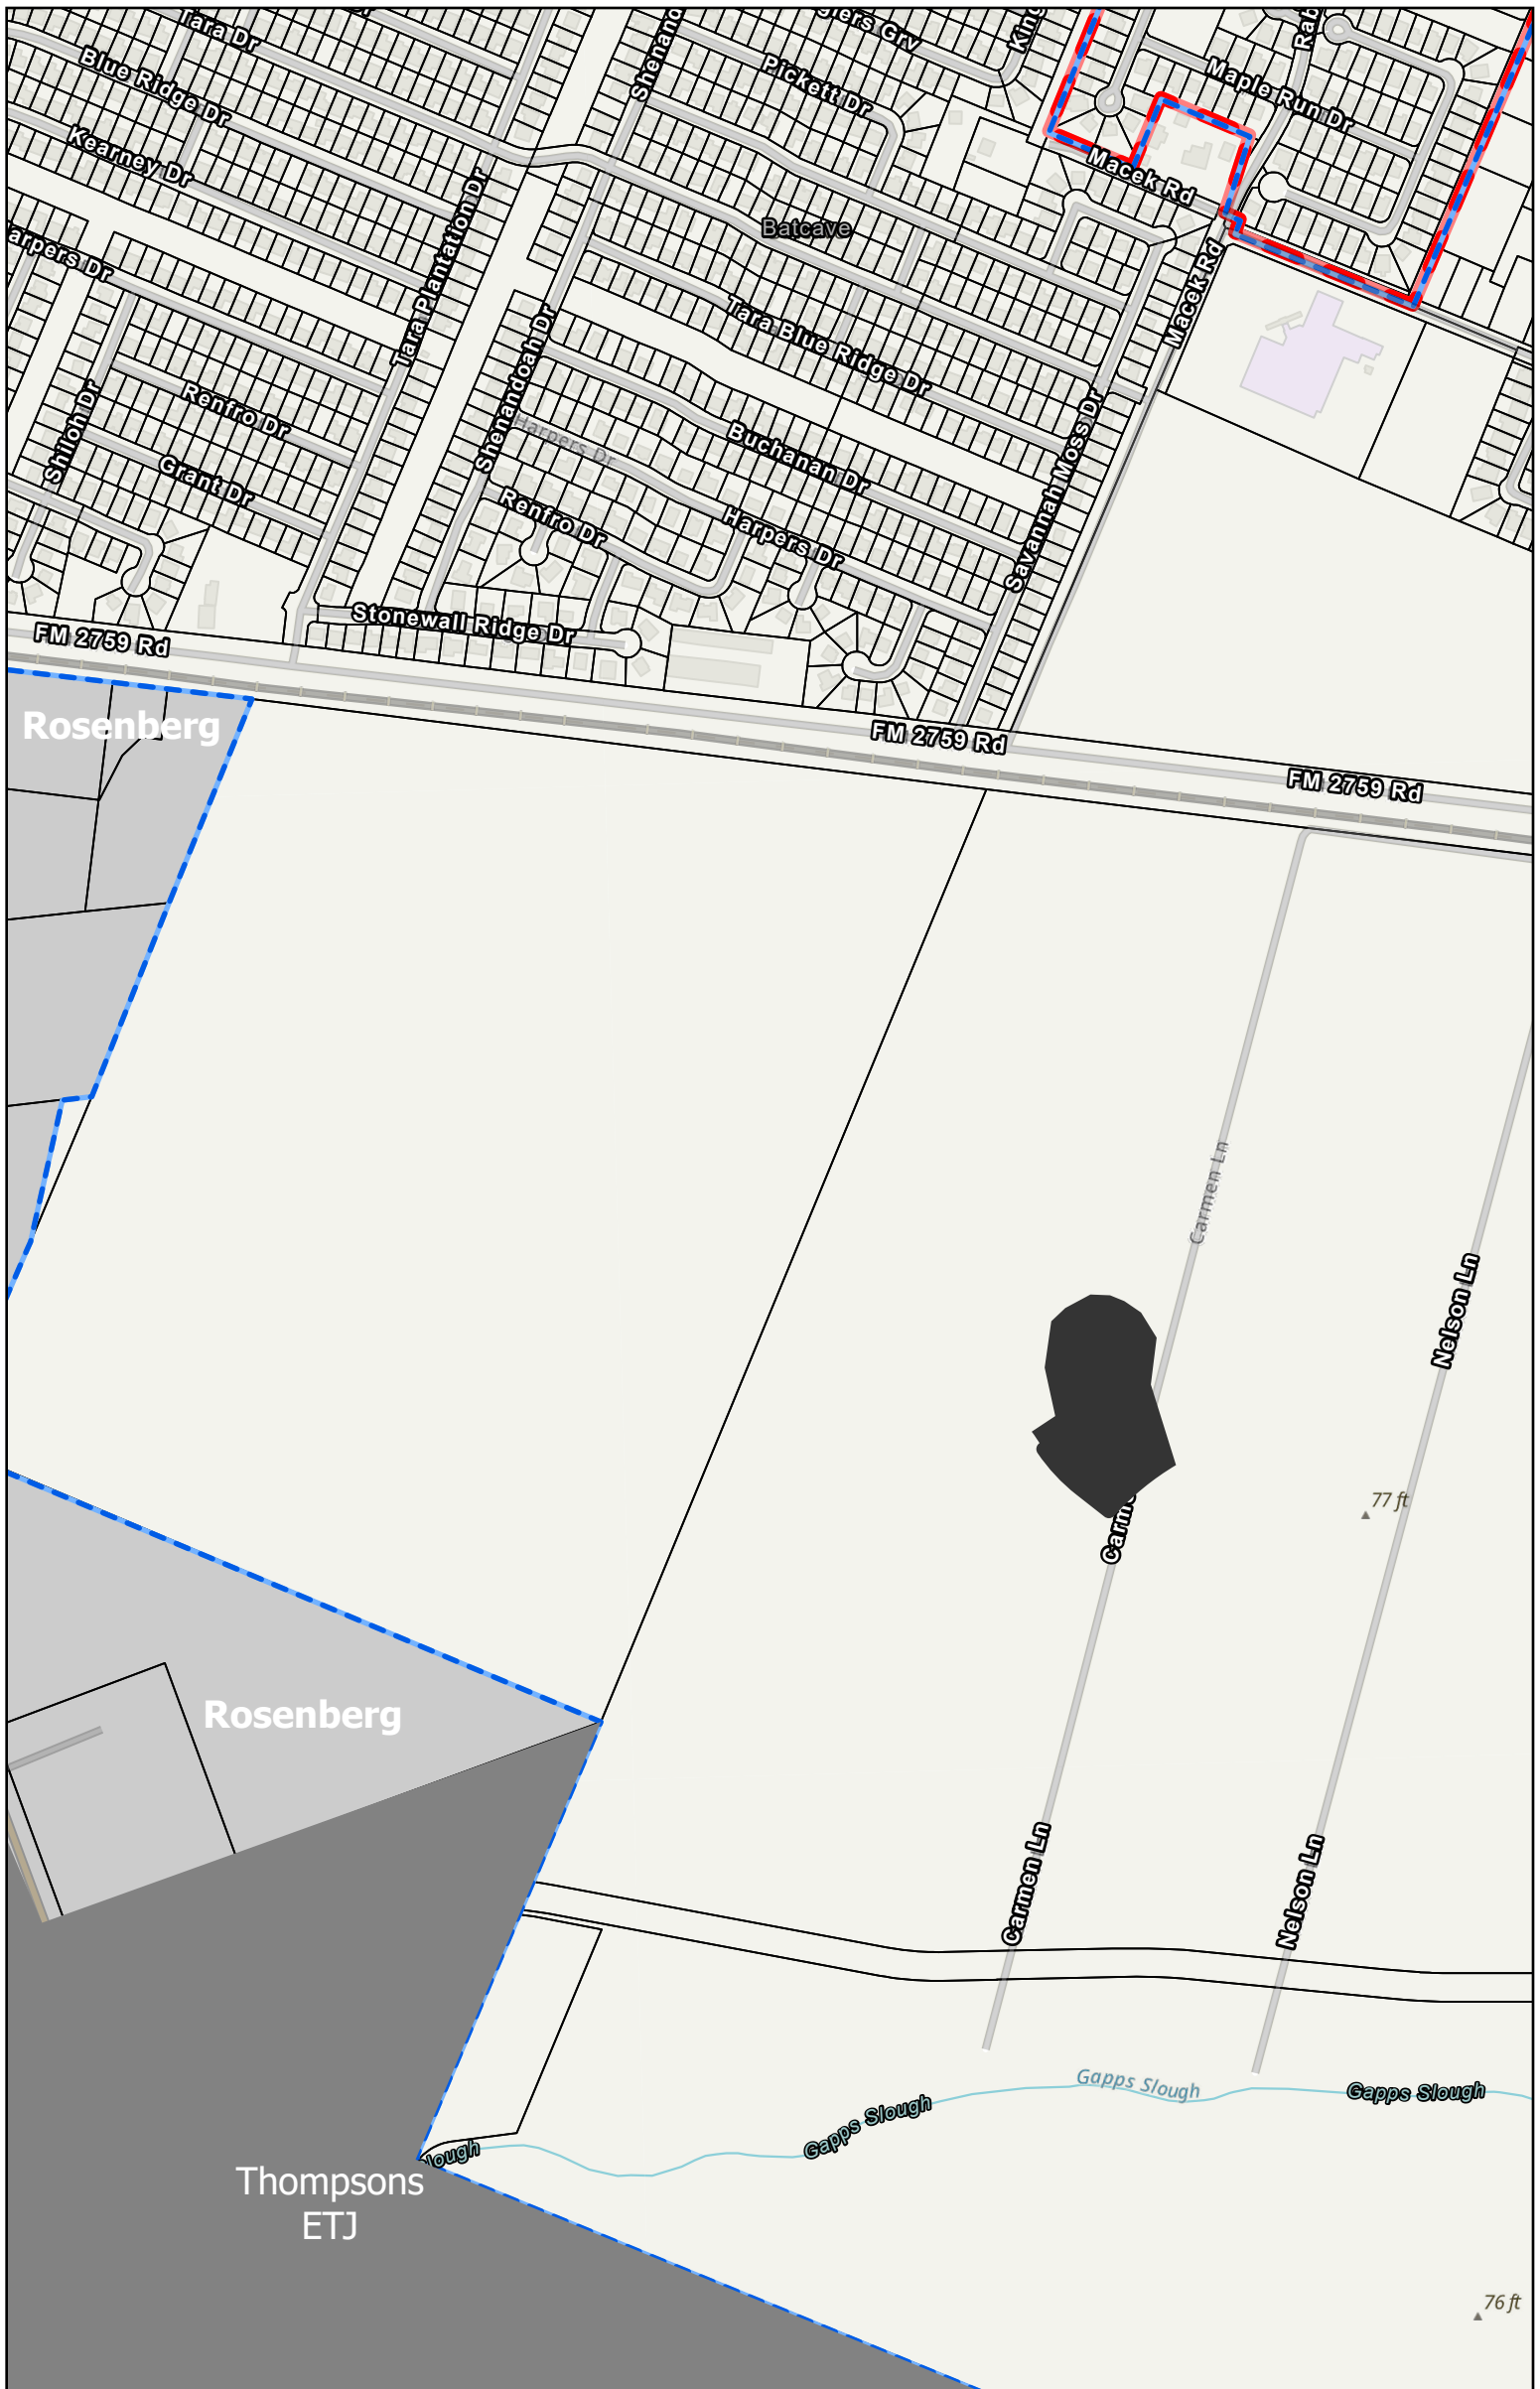 Tara Dr
Blue Ridge Dr
Kearney Dr
Pickett Dr
Maple Run Dr
Macek Rd
Batcave
Tara Plantation Dr
Shenandoah Dr
Tara Blue Ridge Dr
Macek Rd
Shiloh Dr
Renfro Dr
Grant Dr
Harpers Dr
Buchanan Dr
Savannah Moss Dr
Renfro Dr
Harpers Dr
Stonewall Ridge Dr
FM 2759 Rd
FM 2759 Rd
FM 2759 Rd
Rosenberg
Carmen Ln
Nelson Ln
77 ft
Rosenberg
Carmen Ln
Nelson Ln
Gapps Slough
Gapps Slough
Gapps Slough
Thompsons
ETJ
76 ft